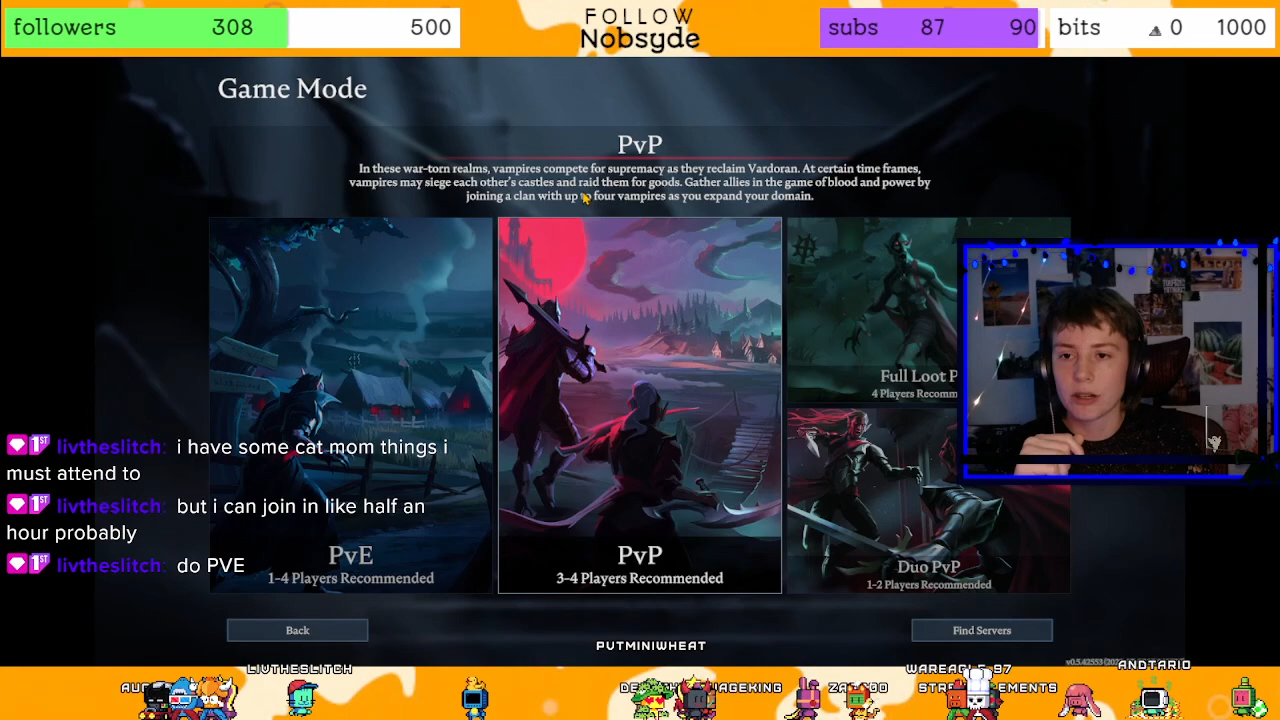 followers 308 500
FOLLOW
Nobsyde
subs 87 90
bits 0 1000
Game Mode
PvP
In these war-torn realms, vampires compete for supremacy as they reclaim Vardoran. At certain time frames,
vampires may siege each other's castles and raid them for goods. Gather allies in the game of blood and power by
joining a clan with up to four vampires as you expand your domain.
Full Loot P
4 Players Recomm
livtheslitch: i have some cat mom things i
must attend to
livtheslitch: but i can join in like half an
hour probably
livtheslitch: do PVE
PvE
1-4 Players Recommended
PvP
3-4 Players Recommended
Duo PvP
1-2 Players Recommended
Back
Find Servers
PUTMINIWHEAT
LIVTHESLITCH
ANDTARIO